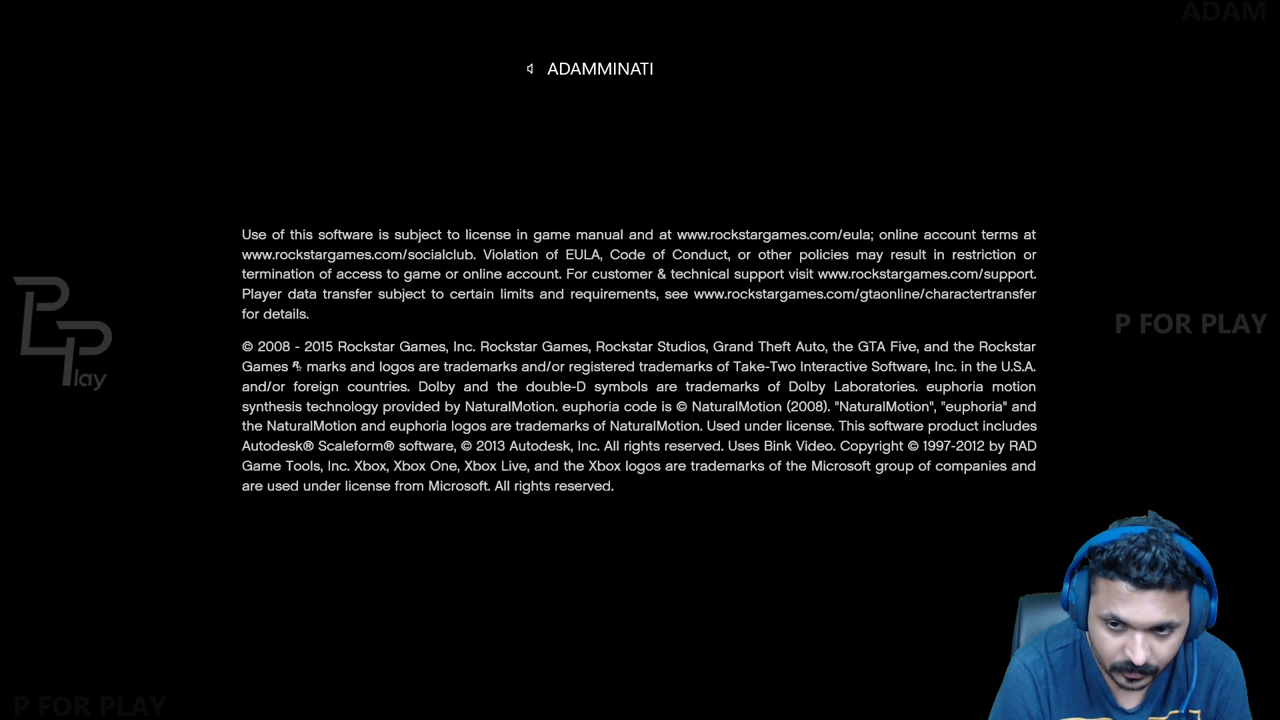 ADAM
ADAMMINATI
Use of this software is subject to license in game manual and at www.rockstargames.com/eula; online account terms at
www.rockstargames.com/socialclub. Violation of EULA, Code of Conduct, or other policies may result in restriction or
termination of access to game or online account. For customer & technical support visit www.rockstargames.com/support.
Player data transfer subject to certain limits and requirements, see www.rockstargames.com/gtaonline/charactertransfer
for details.
© 2008 - 2015 Rockstar Games, Inc. Rockstar Games, Rockstar Studios, Grand Theft Auto, the GTA Five, and the Rockstar
Games R* marks and logos are trademarks and/or registered trademarks of Take-Two Interactive Software, Inc. in the U.S.A.
and/or foreign countries. Dolby and the double-D symbols are trademarks of Dolby Laboratories. euphoria motion
synthesis technology provided by NaturalMotion. euphoria code is © NaturalMotion (2008). "NaturalMotion", "euphoria" and
the NaturalMotion and euphoria logos are trademarks of NaturalMotion. Used under license. This software product includes
Autodesk® Scaleform® software, © 2013 Autodesk, Inc. All rights reserved. Uses Bink Video. Copyright © 1997-2012 by RAD
Game Tools, Inc. Xbox, Xbox One, Xbox Live, and the Xbox logos are trademarks of the Microsoft group of companies and
are used under license from Microsoft. All rights reserved.
P FOR PLAY
P Play
P FOR PLAY